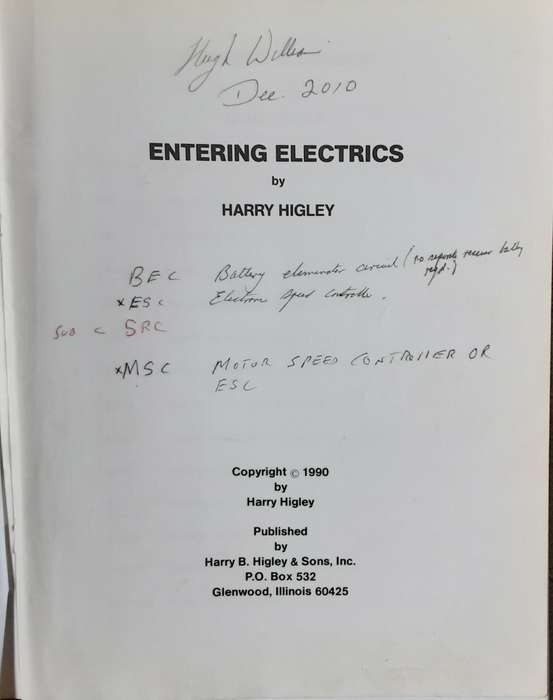 Hugh
Dec. 2010
ENTERING ELECTRICS
by
HARRY HIGLEY
BEC Battery eliminator circuit (no separate receiver battery
reqd.)
xESC Electronic speed controller.
SUB C SRC
xMSC MOTOR SPEED CONTROLLER OR
ESC
Copyright © 1990
by
Harry Higley
Published
by
Harry B. Higley & Sons, Inc.
P.O. Box 532
Glenwood, Illinois 60425